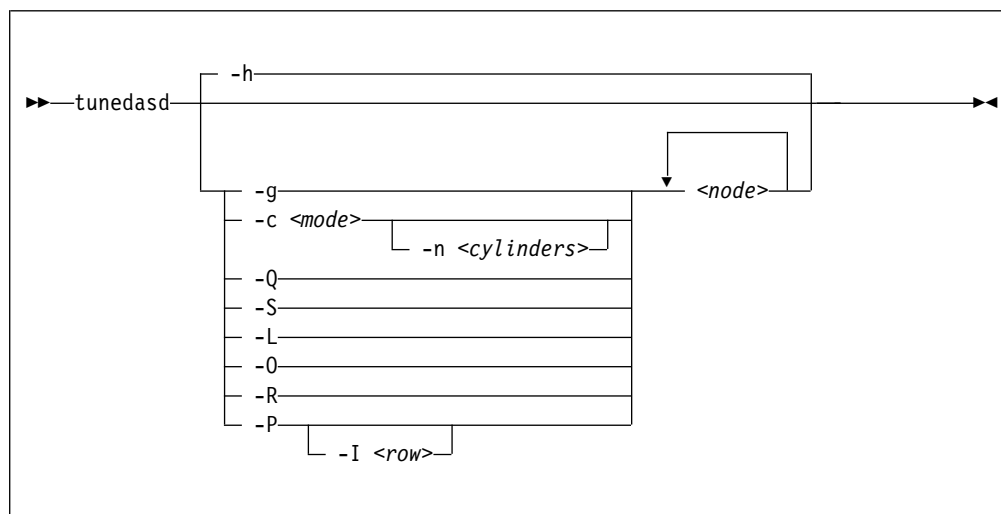 -h
tunedasd
-g <node>
-c <mode>
-n <cylinders>
-Q
-S
-L
-O
-R
-P
-I <row>